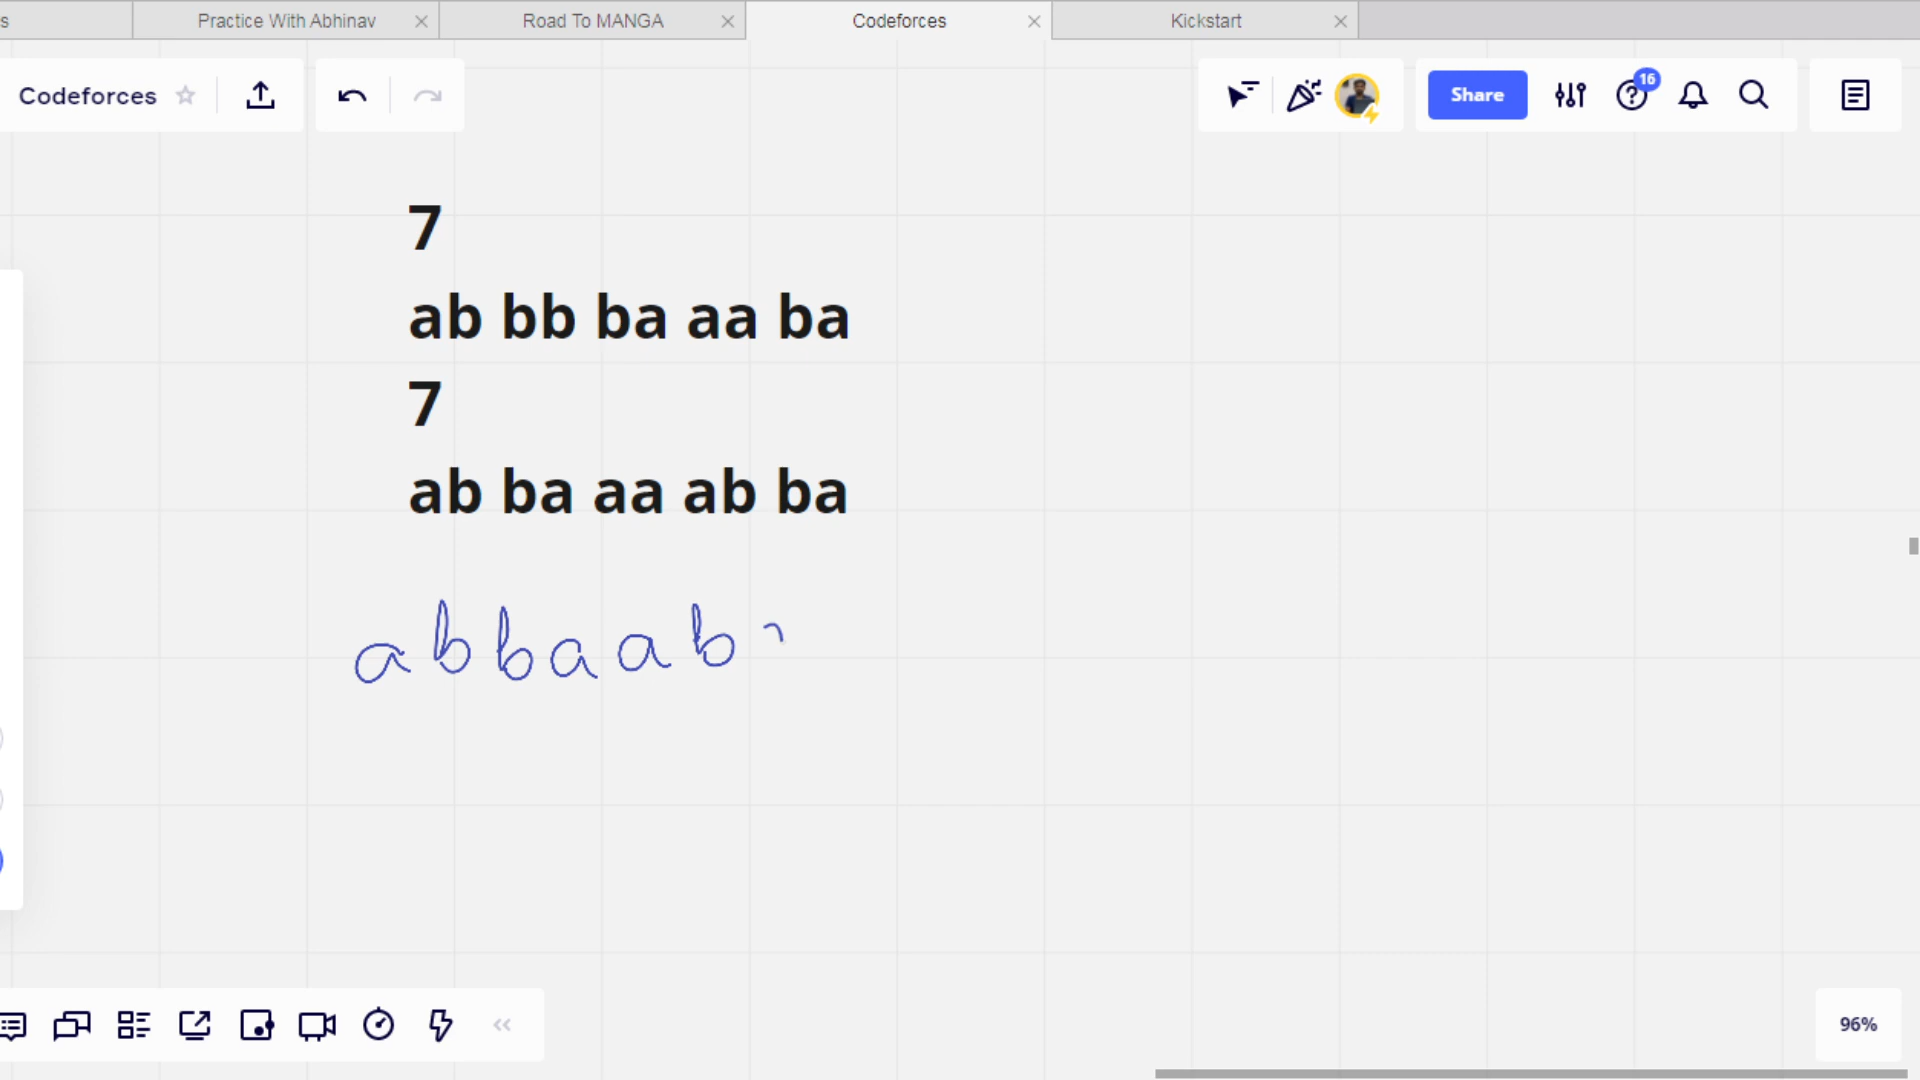 s Practice With Abhinav Road To MANGA Codeforces Kickstart
Codeforces Share 16
7
ab bb ba aa ba
7
ab ba aa ab ba
abbaab
96%